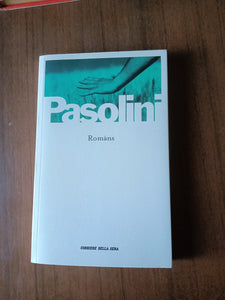 Pasolini
Romàns
CORRIERE DELLA SERA